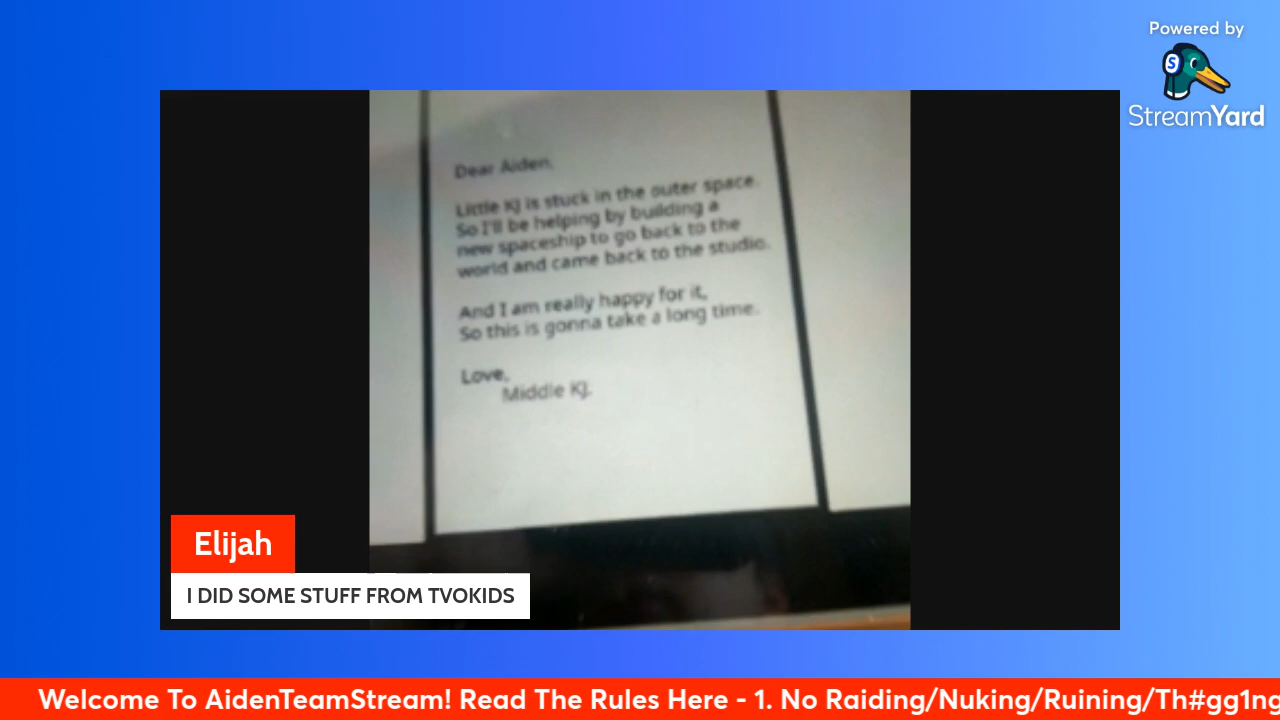 Powered by
StreamYard
Dear Aiden,
Little KJ is stuck in the outer space.
So I'll be helping by building a
new spaceship to go back to the
world and came back to the studio.
And I am really happy for it,
So this is gonna take a long time.
Love,
Middle KJ.
Elijah
I DID SOME STUFF FROM TVOKIDS
Welcome To AidenTeamStream! Read The Rules Here - 1. No Raiding/Nuking/Ruining/Th#gg1ng